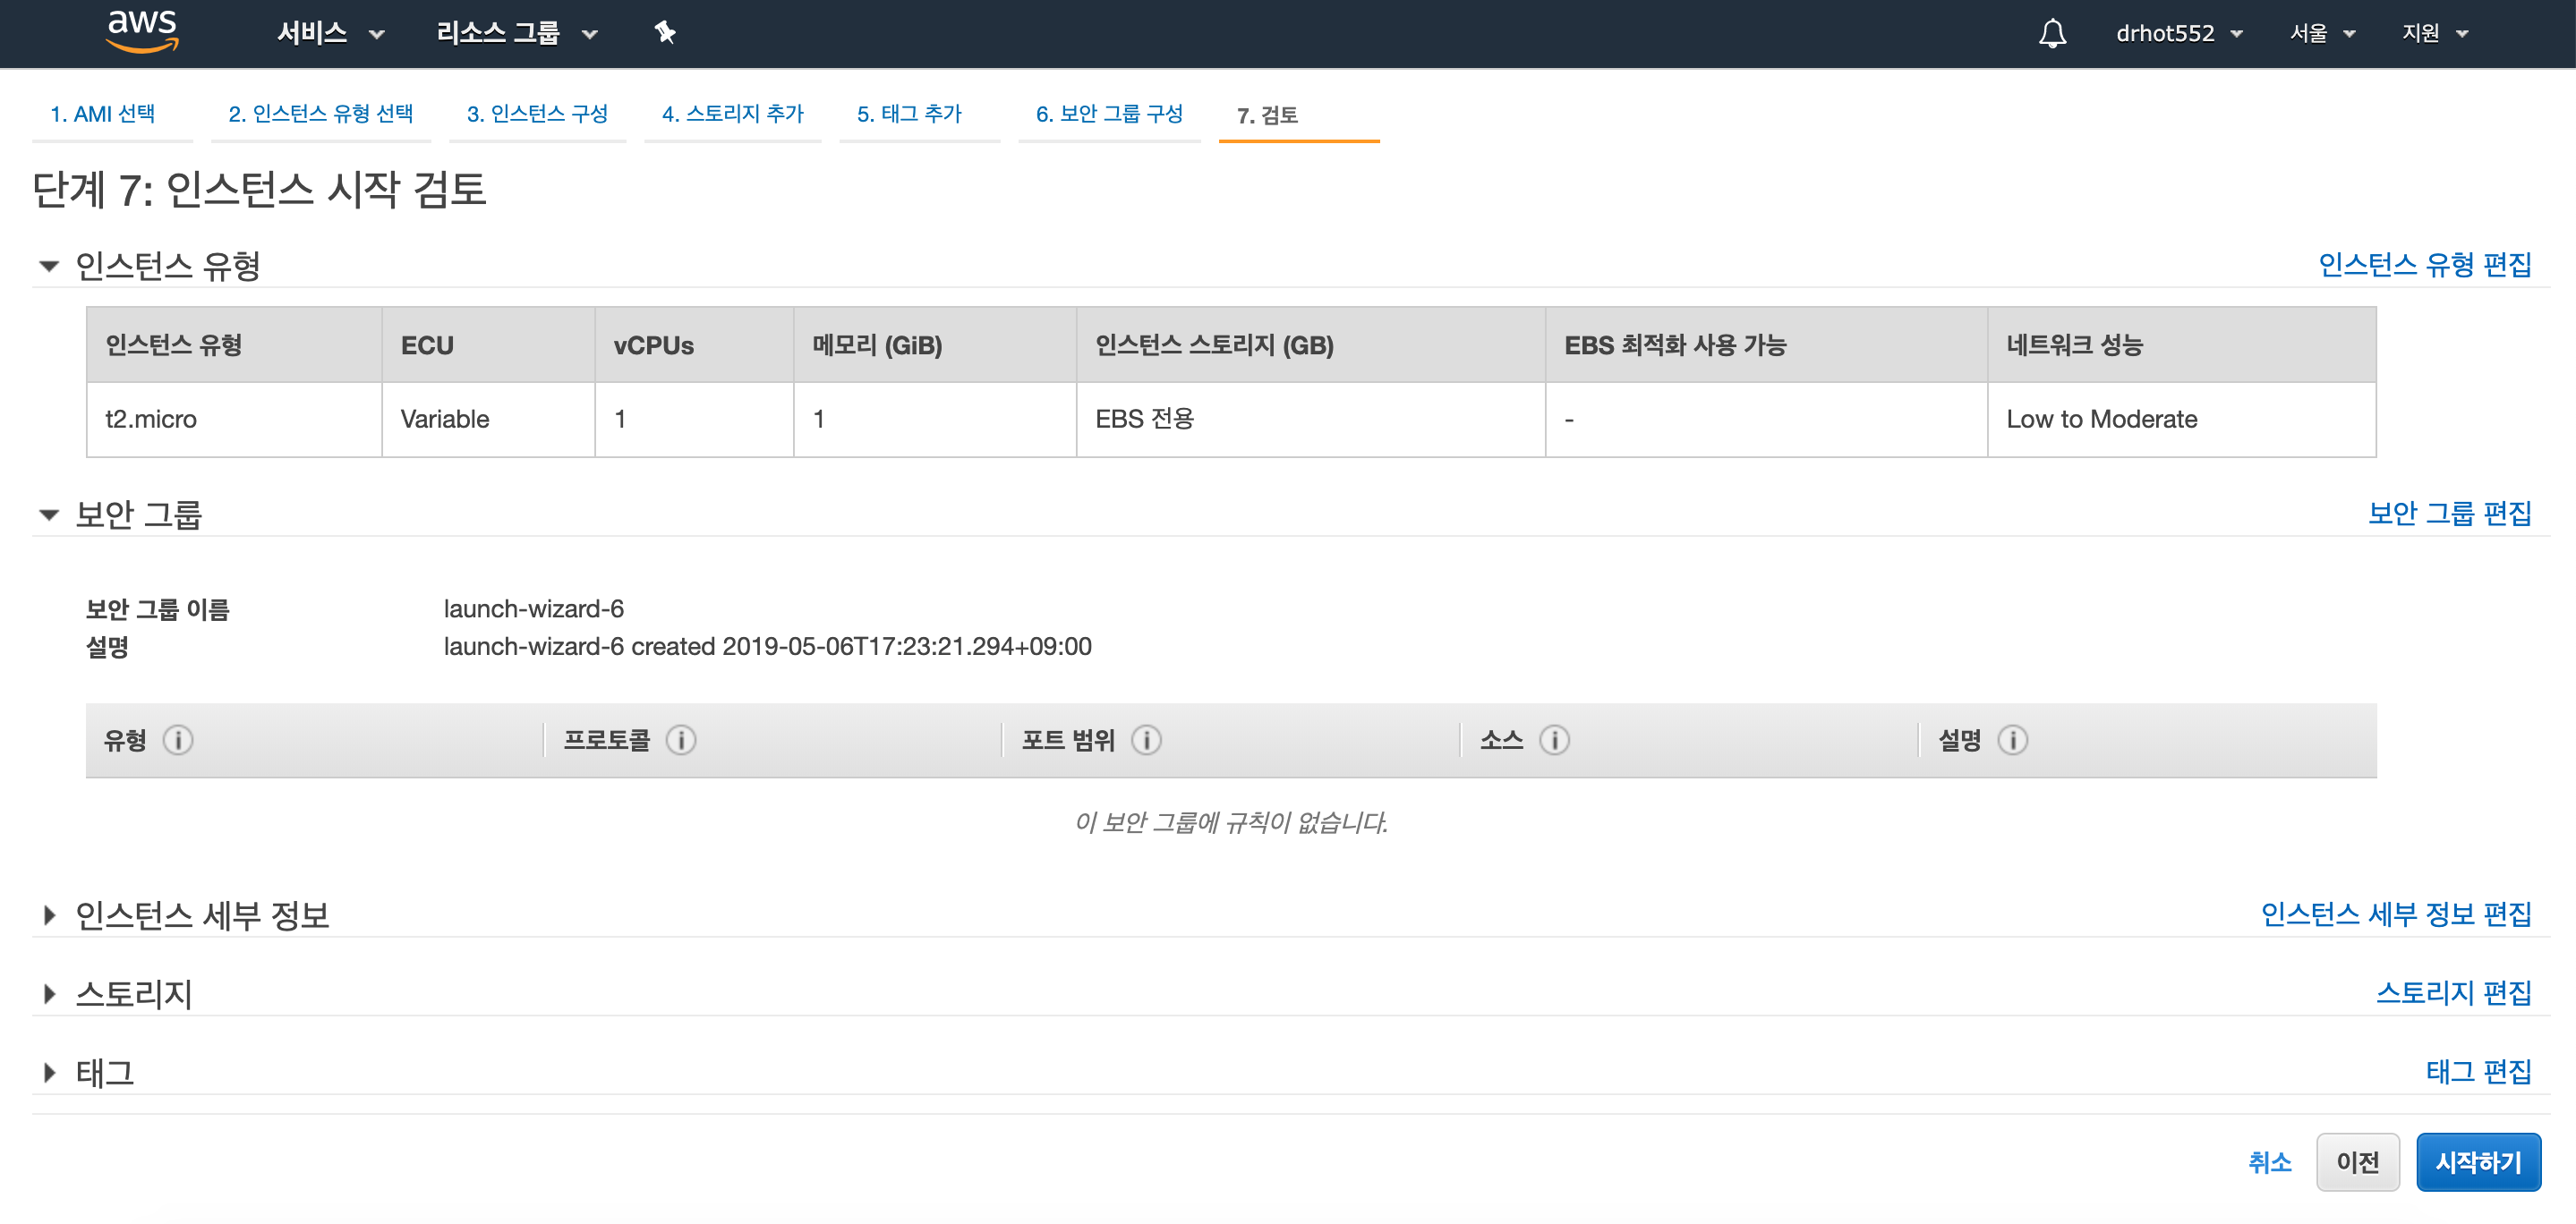 aws 서비스 리소스 그룹 drhot552 서울 지원
1. AMI 선택 2. 인스턴스 유형 선택 3. 인스턴스 구성 4. 스토리지 추가 5. 태그 추가 6. 보안 그룹 구성 7. 검토
단계 7: 인스턴스 시작 검토
인스턴스 유형 인스턴스 유형 편집
인스턴스 유형 ECU vCPUs 메모리 (GiB) 인스턴스 스토리지 (GB) EBS 최적화 사용 가능 네트워크 성능
t2.micro Variable 1 1 EBS 전용 - Low to Moderate
보안 그룹 보안 그룹 편집
보안 그룹 이름 launch-wizard-6
설명 launch-wizard-6 created 2019-05-06T17:23:21.294+09:00
유형 프로토콜 포트 범위 소스 설명
이 보안 그룹에 규칙이 없습니다.
인스턴스 세부 정보 인스턴스 세부 정보 편집
스토리지 스토리지 편집
태그 태그 편집
취소 이전 시작하기